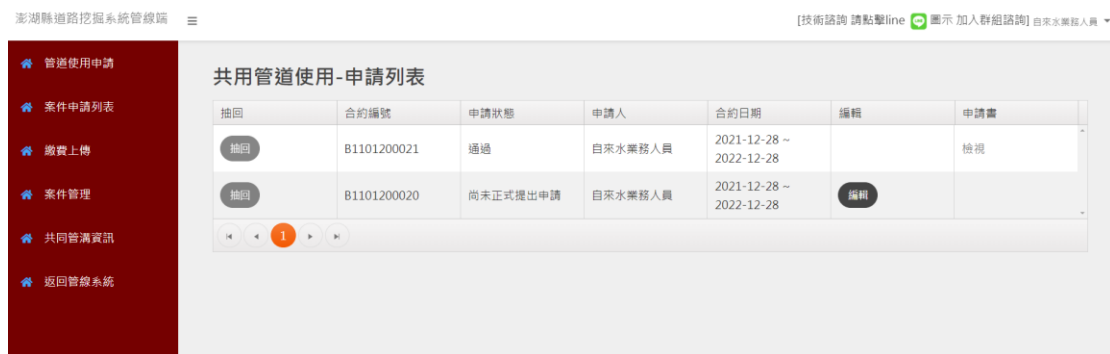 澎湖縣道路挖掘系統管線端
[技術諮詢 請點擊line 圖示 加入群組諮詢] 自來水業務人員
管道使用申請
案件申請列表
繳費上傳
案件管理
共同管溝資訊
返回管線系統
共用管道使用-申請列表
抽回 合約編號 申請狀態 申請人 合約日期 編輯 申請書
抽回 B1101200021 通過 自來水業務人員 2021-12-28 ~ 2022-12-28 檢視
抽回 B1101200020 尚未正式提出申請 自來水業務人員 2021-12-28 ~ 2022-12-28 編輯
1